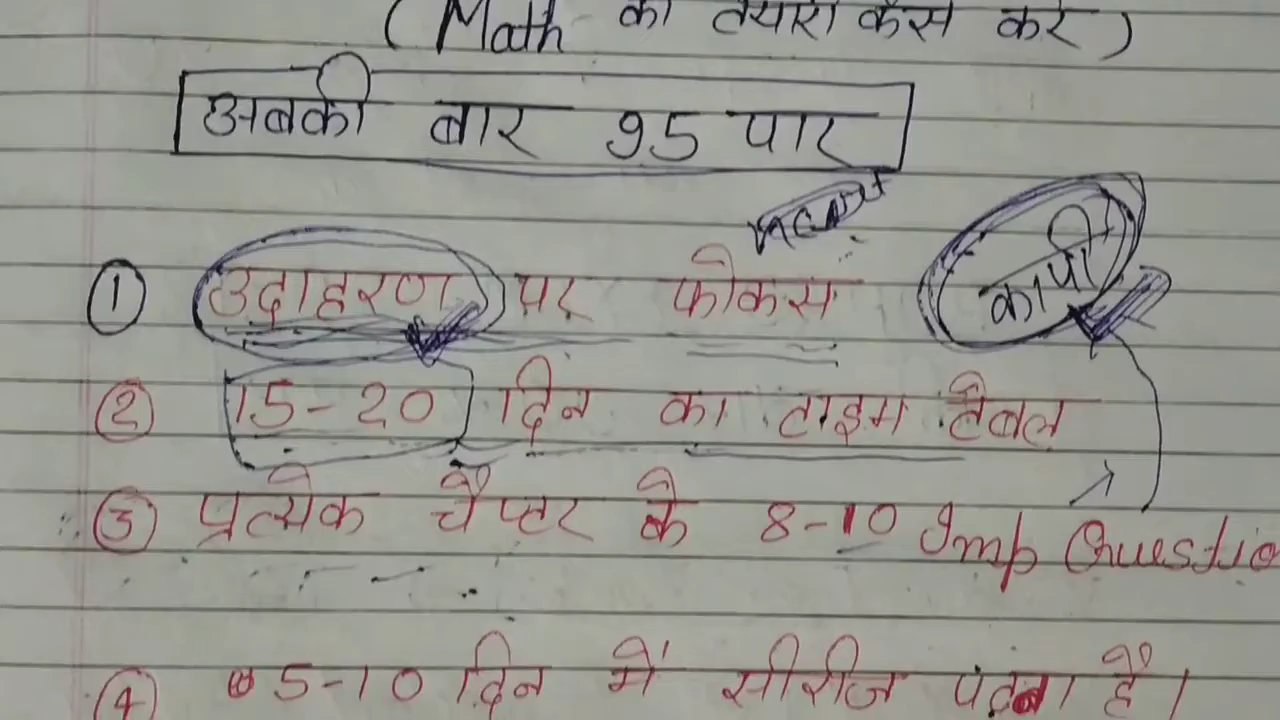 ( Math की तैयारी कैसे करें )
अबकी बार 95 पार
① उदाहरण पर फोकस कापी
② 15-20 दिन का टाइम टैबल
③ प्रत्येक चैप्टर के 8-10 Imp Questio
④ 5-10 दिन में सीरीज पढ़ना है।